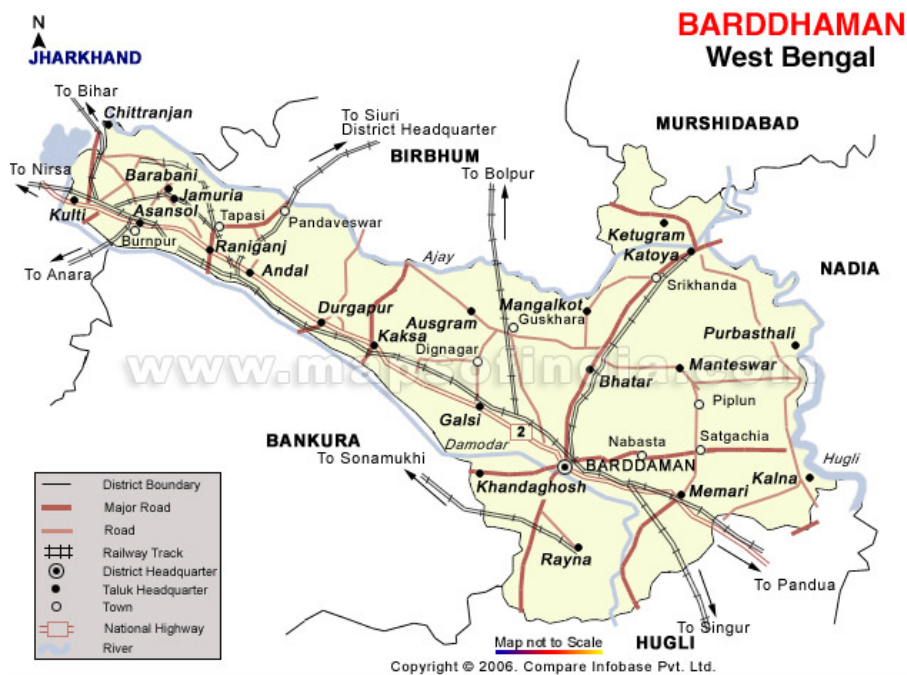 BARDDHAMAN
West Bengal
N
JHARKHAND
To Bihar
Chittranjan
To Siuri
District Headquarter
MURSHIDABAD
BIRBHUM
To Nirsa
Barabani
To Bolpur
Jamuria
Kulti
Asansol
Tapasi
Pandaveswar
Burnpur
Ketugram
Raniganj
Katoya
Ajay
To Anara
Andal
NADIA
Srikhanda
Durgapur
Mangalkot
Ausgram
Guskhara
Purbasthali
Kaksa
Dignagar
www.mapsofindia.com
Manteswar
Bhatar
Piplun
Galsi
2
BANKURA
Damodar
Nabasta
Satgachia
To Sonamukhi
BARDDAMAN
Hugli
Khandaghosh
Memari
Kalna
District Boundary
Major Road
Road
Railway Track
District Headquarter
Taluk Headquarter
Town
National Highway
River
Rayna
To Pandua
To Singur
HUGLI
Map not to Scale
Copyright © 2006. Compare Infobase Pvt. Ltd.